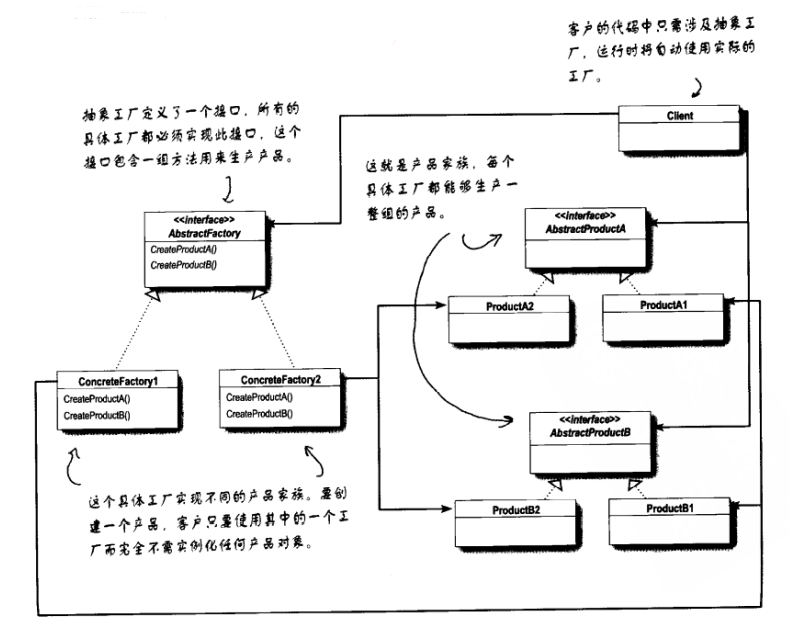 客户的代码中只需涉及抽象工
厂，运行时将自动使用实际的
工厂。
抽象工厂定义了一个接口，所有的
具体工厂都必须实现此接口，这个
接口包含一组方法用来生产产品。
Client
这就是产品家族，每个
具体工厂都能够生产一
整组的产品。
<<interface>>
AbstractFactory
CreateProductA()
CreateProductB()
<<interface>>
AbstractProductA
ProductA2
ProductA1
ConcreteFactory1
CreateProductA()
CreateProductB()
ConcreteFactory2
CreateProductA()
CreateProductB()
<<interface>>
AbstractProductB
ProductB2
ProductB1
这个具体工厂实现不同的产品家族。要创
建一个产品，客户只要使用其中的一个工
厂而完全不需实例化任何产品对象。